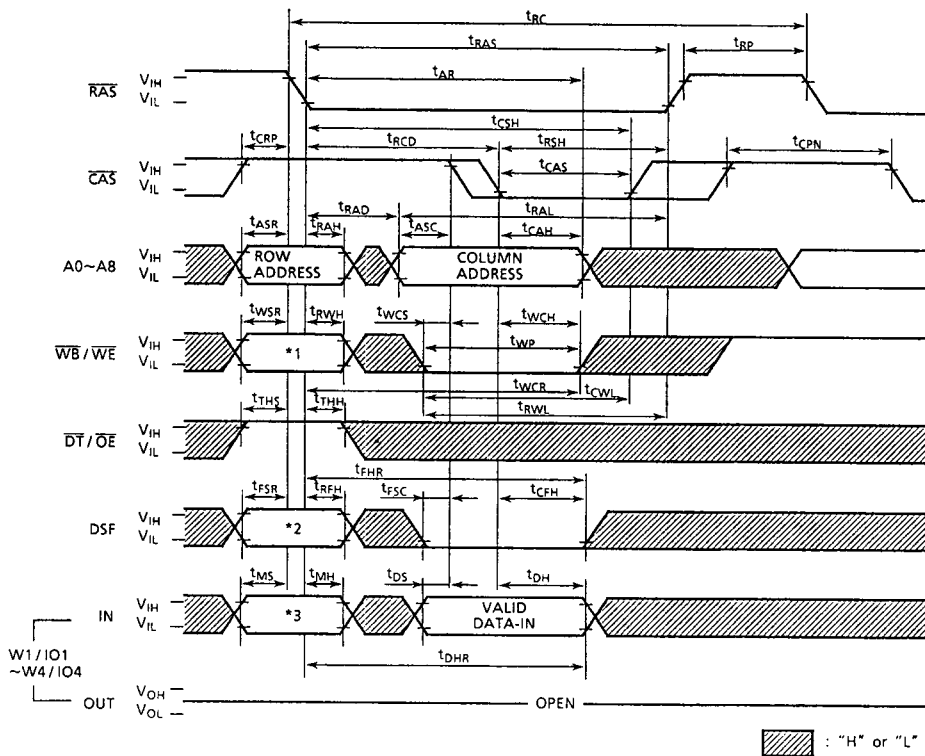 tRC
tRAS
tRP
tAR
RAS VIH
VIL
tCSH
tCRP tRCD tRSH tCPN
tCAS
CAS VIH
VIL
tRAD tRAL
tASR tRAH tASC tCAH
A0~A8 VIH
VIL
ROW ADDRESS
COLUMN ADDRESS
tWSR tRWH tWCS tWCH
tWP
WB/WE VIH
VIL
*1
tWCR
tCWL
tRWL
tTHS tTHH
DT/OE VIH
VIL
tFHR
tFSR tRFH tFSC tCFH
DSF VIH
VIL
*2
tMS tMH tDS tDH
IN VIH
VIL
*3
VALID DATA-IN
tDHR
W1/IO1
~W4/IO4
OUT VOH
VOL
OPEN
: "H" or "L"